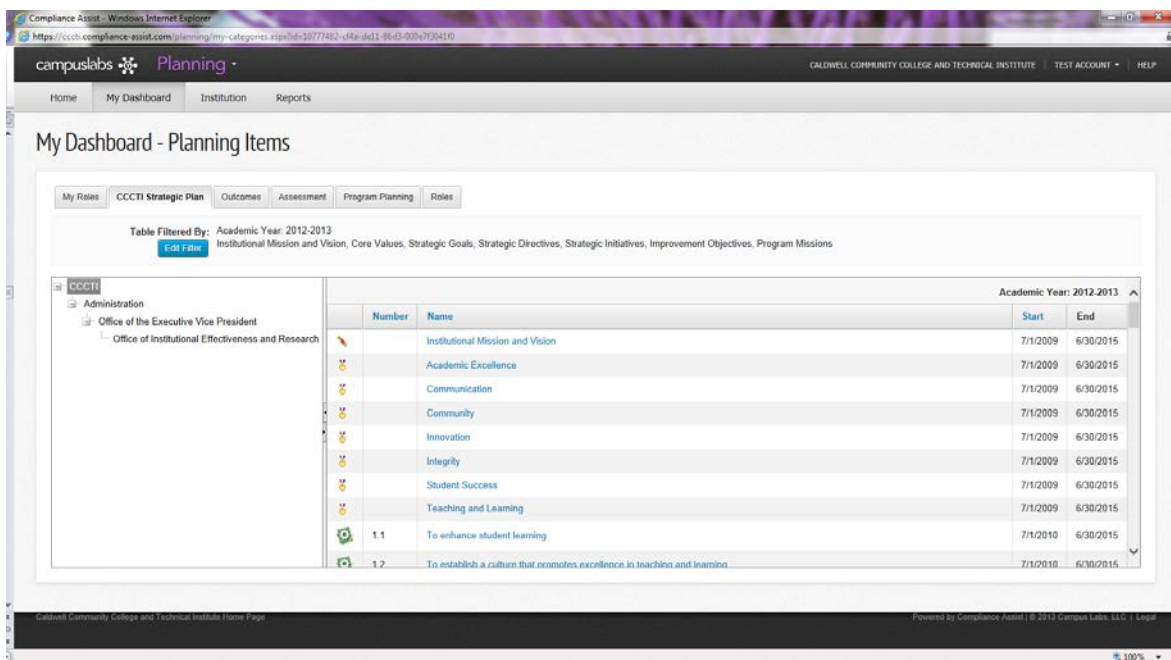 Compliance Assist - Windows Internet Explorer
campuslabs Planning
CALDWELL COMMUNITY COLLEGE AND TECHNICAL INSTITUTE TEST ACCOUNT HELP
Home My Dashboard Institution Reports
My Dashboard - Planning Items
My Roles CCCTI Strategic Plan Outcomes Assessment Program Planning Roles
Table Filtered By: Academic Year: 2012-2013
Edit Filter Institutional Mission and Vision, Core Values, Strategic Goals, Strategic Directives, Strategic Initiatives, Improvement Objectives, Program Missions
CCCTI
Administration
Office of the Executive Vice President
Office of Institutional Effectiveness and Research
Academic Year: 2012-2013
Number Name Start End
Institutional Mission and Vision 7/1/2009 6/30/2015
Academic Excellence 7/1/2009 6/30/2015
Communication 7/1/2009 6/30/2015
Community 7/1/2009 6/30/2015
Innovation 7/1/2009 6/30/2015
Integrity 7/1/2009 6/30/2015
Student Success 7/1/2009 6/30/2015
Teaching and Learning 7/1/2009 6/30/2015
1.1 To enhance student learning 7/1/2010 6/30/2015
1.2 To establish a culture that promotes excellence in teaching and learning 7/1/2010 6/30/2015
Caldwell Community College and Technical Institute Home Page
Powered by Compliance Assist | © 2013 Campus Labs, LLC | Legal
100%